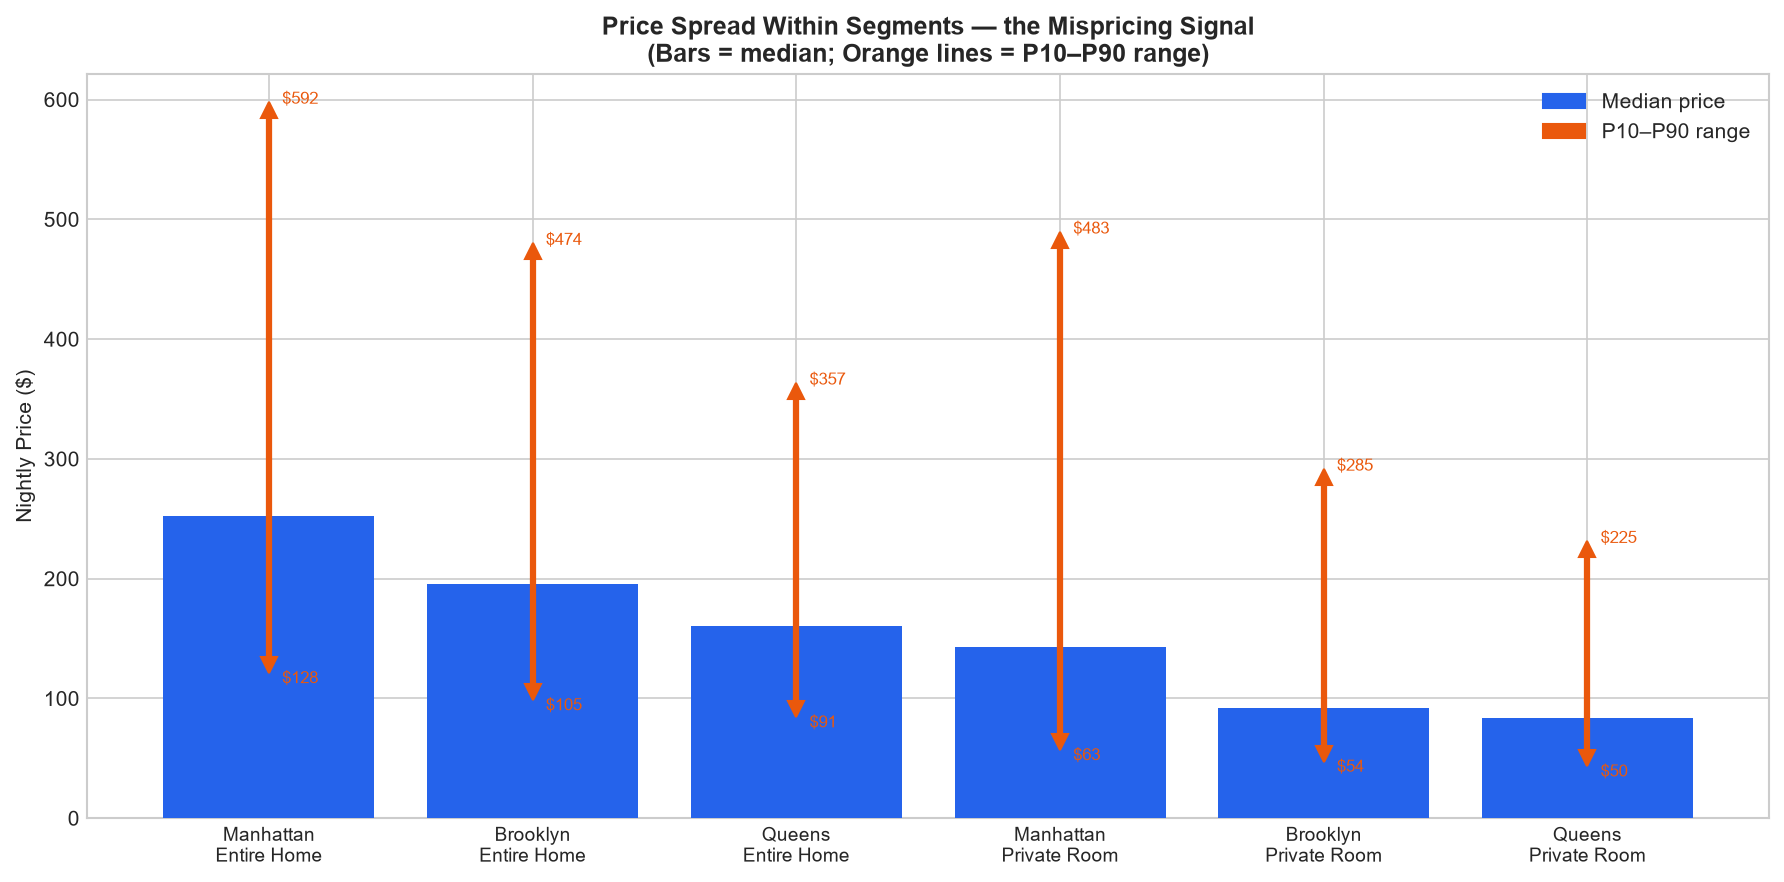 Price Spread Within Segments — the Mispricing Signal
(Bars = median; Orange lines = P10–P90 range)
Median price
P10–P90 range
Nightly Price ($)
600
500
400
300
200
100
0
$592
$128
$474
$105
$357
$91
$483
$63
$285
$54
$225
$50
Manhattan
Entire Home
Brooklyn
Entire Home
Queens
Entire Home
Manhattan
Private Room
Brooklyn
Private Room
Queens
Private Room